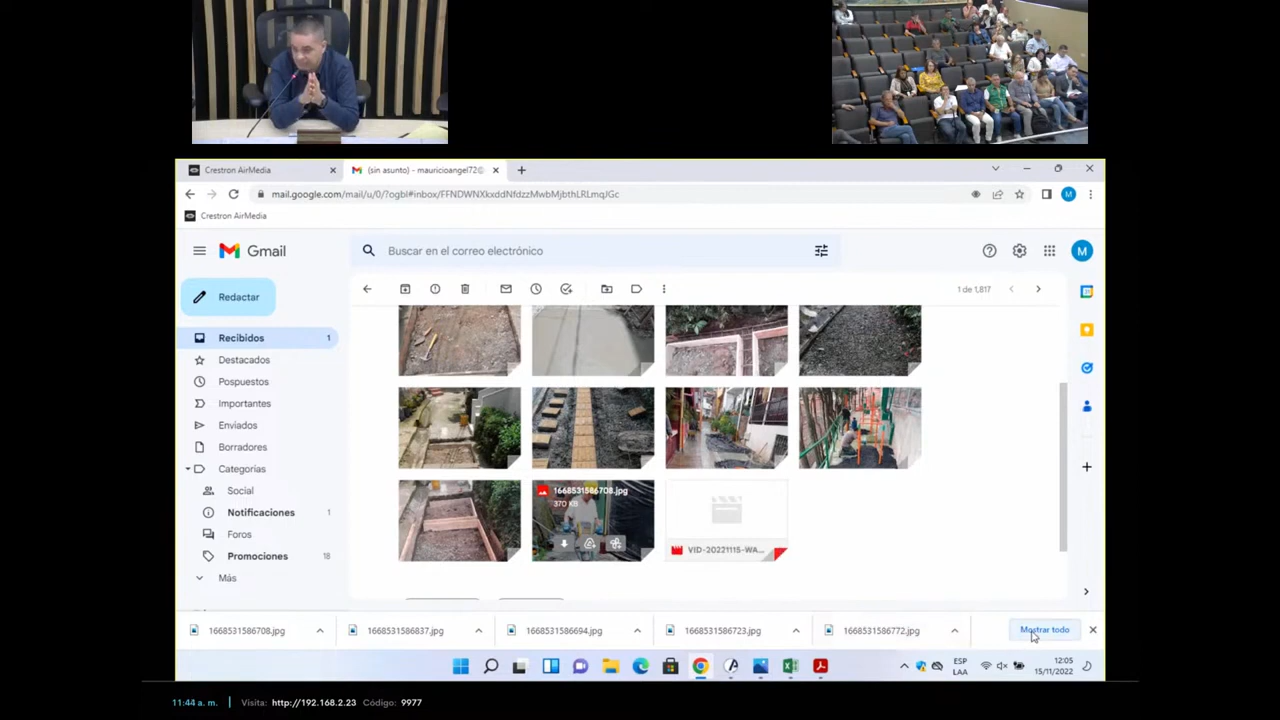 Crestron AirMedia
(sin asunto) - mauricioangel72@
mail.google.com/mail/u/0/?ogbl#inbox/FFNDWNXkxddNfdzzMwbMjbthLRLmqJGc
M
Crestron AirMedia
Gmail
Buscar en el correo electrónico
M
Redactar
1 de 1,817
Recibidos 1
Destacados
Pospuestos
Importantes
Enviados
Borradores
Categorías
Social
Notificaciones 1
Foros
Promociones 18
Más
1668531586708.jpg
370 KB
VID-20221115-WA...
1668531586708.jpg
1668531586837.jpg
1668531586694.jpg
1668531586723.jpg
1668531586772.jpg
Mostrar todo
ESP
LAA
12:05
15/11/2022
11:44 a. m. | Visita: http://192.168.2.23 Código: 9977